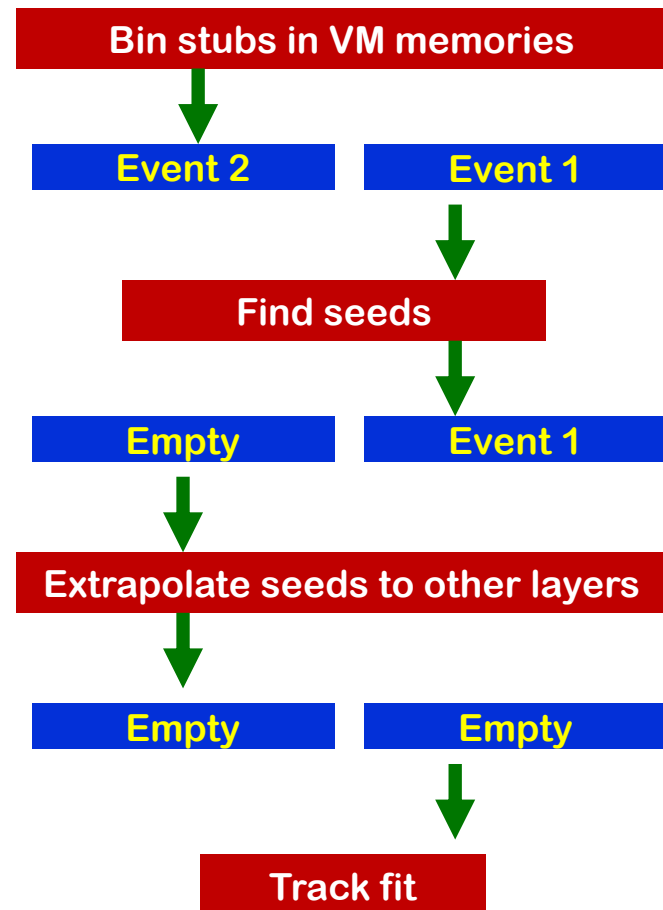 Bin stubs in VM memories
Event 2
Event 1
Find seeds
Empty
Event 1
Extrapolate seeds to other layers
Empty
Empty
Track fit